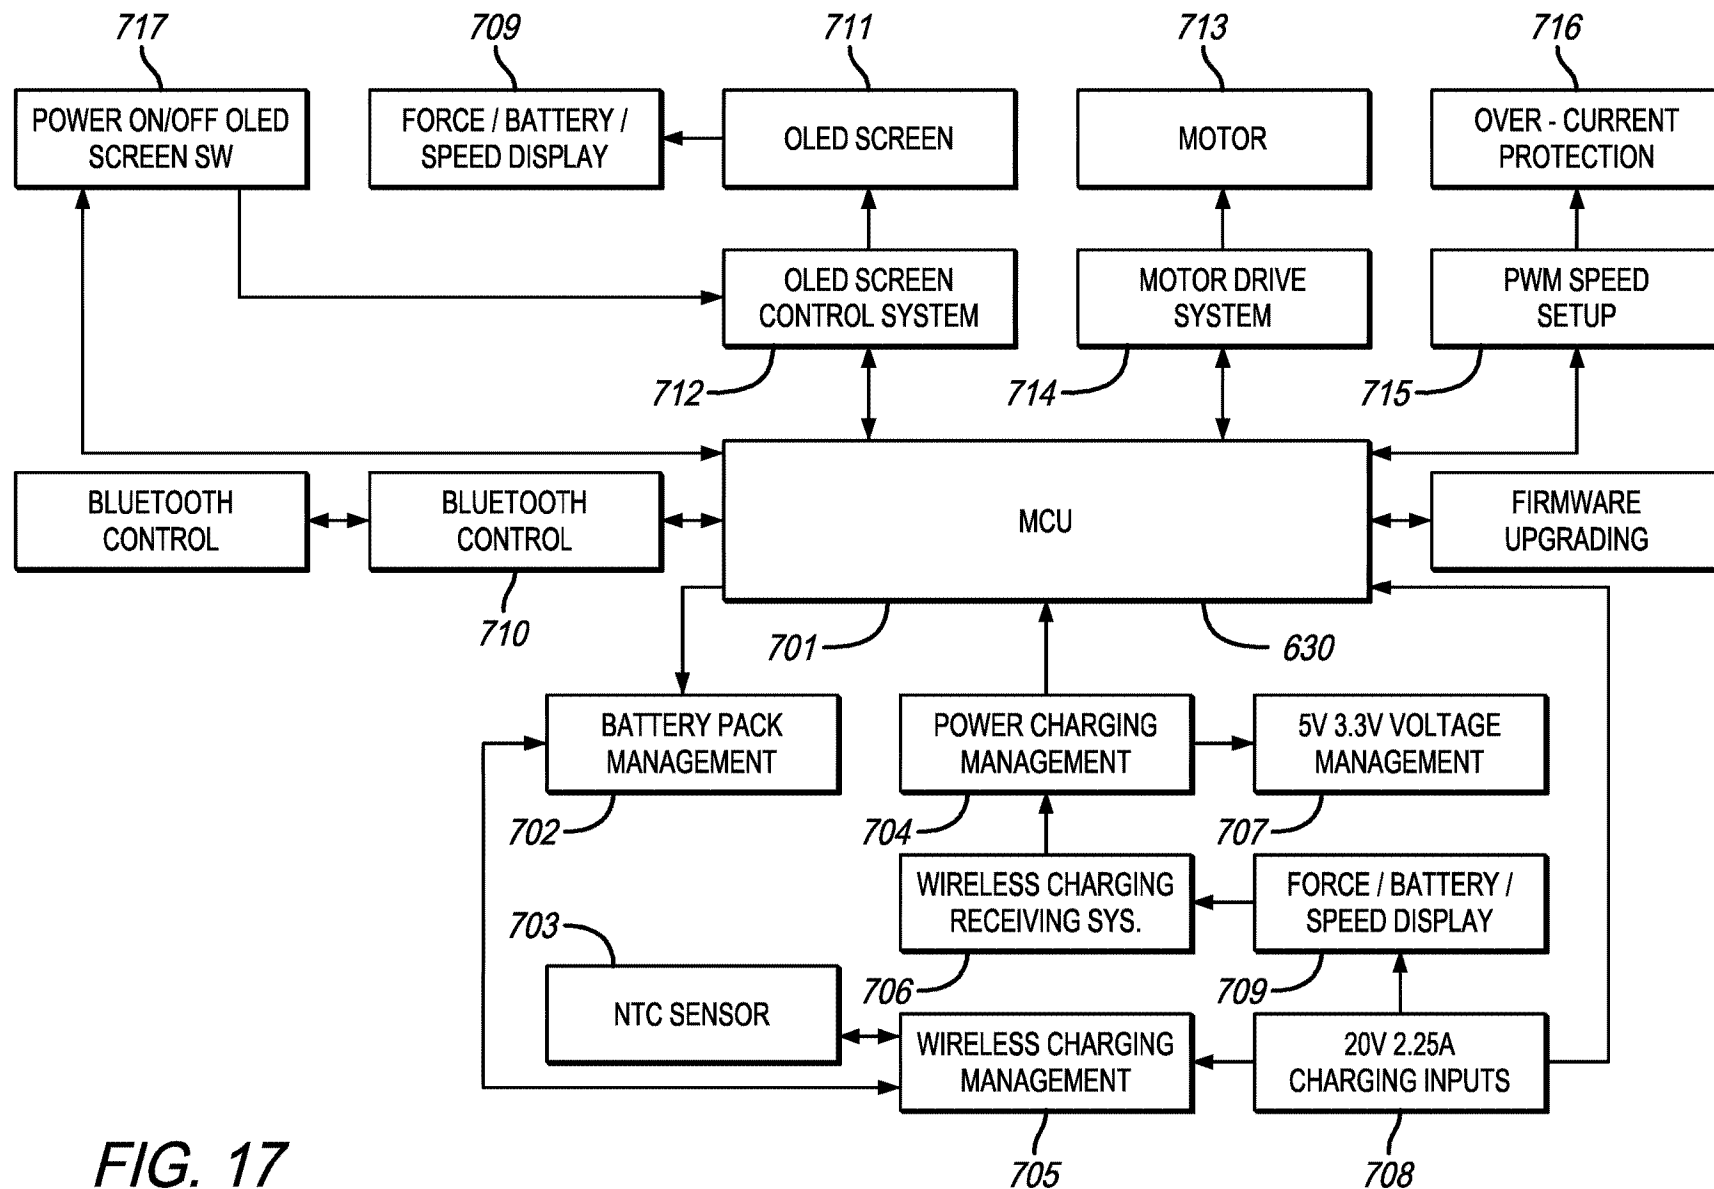 717
709
711
713
716
POWER ON/OFF OLED
SCREEN SW
FORCE / BATTERY /
SPEED DISPLAY
OLED SCREEN
MOTOR
OVER - CURRENT
PROTECTION
OLED SCREEN
CONTROL SYSTEM
MOTOR DRIVE
SYSTEM
PWM SPEED
SETUP
712
714
715
BLUETOOTH
CONTROL
BLUETOOTH
CONTROL
MCU
FIRMWARE
UPGRADING
710
701
630
BATTERY PACK
MANAGEMENT
POWER CHARGING
MANAGEMENT
5V 3.3V VOLTAGE
MANAGEMENT
702
704
707
WIRELESS CHARGING
RECEIVING SYS.
FORCE / BATTERY /
SPEED DISPLAY
703
706
709
NTC SENSOR
WIRELESS CHARGING
MANAGEMENT
20V 2.25A
CHARGING INPUTS
705
708
FIG. 17